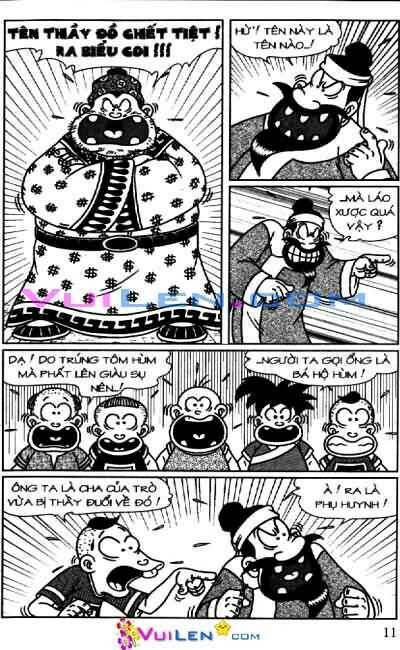 TÊN THẦY ĐỒ CHẾT TIỆT!
RA BIỂU COI!!!
HỪ! TÊN NÀY LÀ
TÊN NÀO...!
...MÀ LÁO
XƯỢC QUÁ
VẬY?
VUILEN.COM
DẠ! DO TRÚNG TÔM HÙM
MÀ PHẤT LÊN GIÀU SỤ
NÊN..!
...NGƯỜI TA GỌI ỔNG LÀ
BÁ HỘ HÙM!
ÔNG TA LÀ CHA CỦA TRÒ
VỪA BỊ THẦY ĐUỔI VỀ ĐÓ!
À! RA LÀ
PHỤ HUYNH!
11
VUILEN.COM